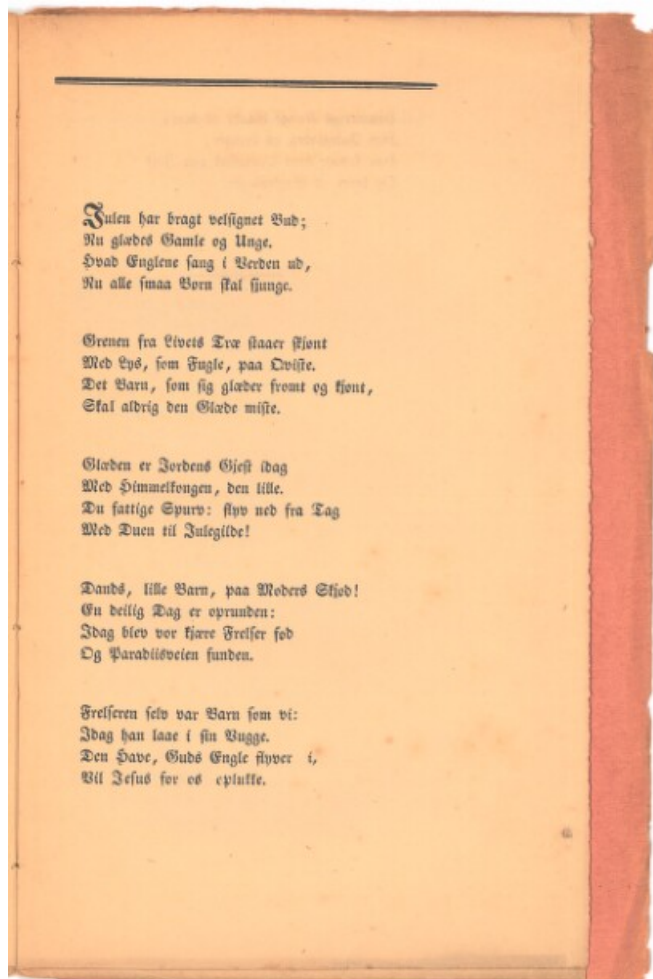 Julen har bragt velsignet Bud;
Nu glædes Gamle og Unge.
Hvad Englene sang i Verden ud,
Nu alle smaa Børn skal sjunge.
Grenen fra Livets Træ staaer skjønt
Med Lys, som Fugle, paa Qviste.
Det Barn, som sig glæder fromt og kjønt,
Skal aldrig den Glæde miste.
Glæden er Jordens Gjest idag
Med Himmelkongen, den lille.
Du fattige Spurv: flyv ned fra Tag
Med Duen til Julegilde!
Dands, lille Barn, paa Moders Skjød!
En deilig Dag er oprunden:
Idag blev vor kjære Frelser fød
Og Paradiisveien funden.
Frelseren selv var Barn som vi:
Idag han laae i sin Vugge.
Den Have, Guds Engle flyver i,
Vil Jesus for os oplukke.